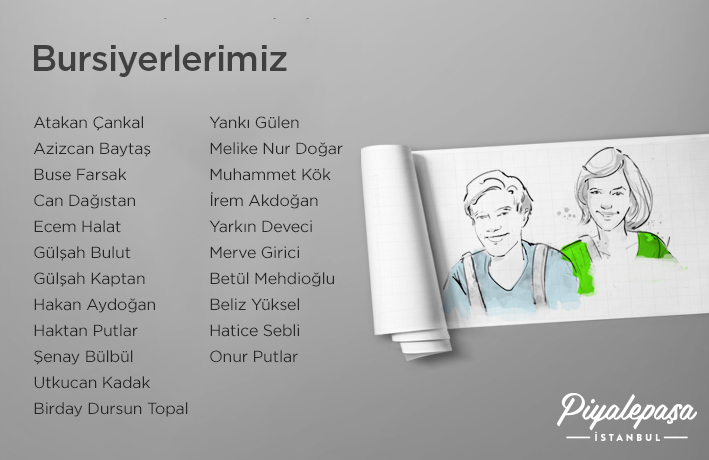 Bursiyerlerimiz
Atakan Çankal
Azizcan Baytaş
Buse Farsak
Can Dağıstan
Ecem Halat
Gülşah Bulut
Gülşah Kaptan
Hakan Aydoğan
Haktan Putlar
Şenay Bülbül
Utkucan Kadak
Birday Dursun Topal
Yankı Gülen
Melike Nur Doğar
Muhammet Kök
İrem Akdoğan
Yarkın Deveci
Merve Girici
Betül Mehdioğlu
Beliz Yüksel
Hatice Sebli
Onur Putlar
Piyalepaşa
İSTANBUL